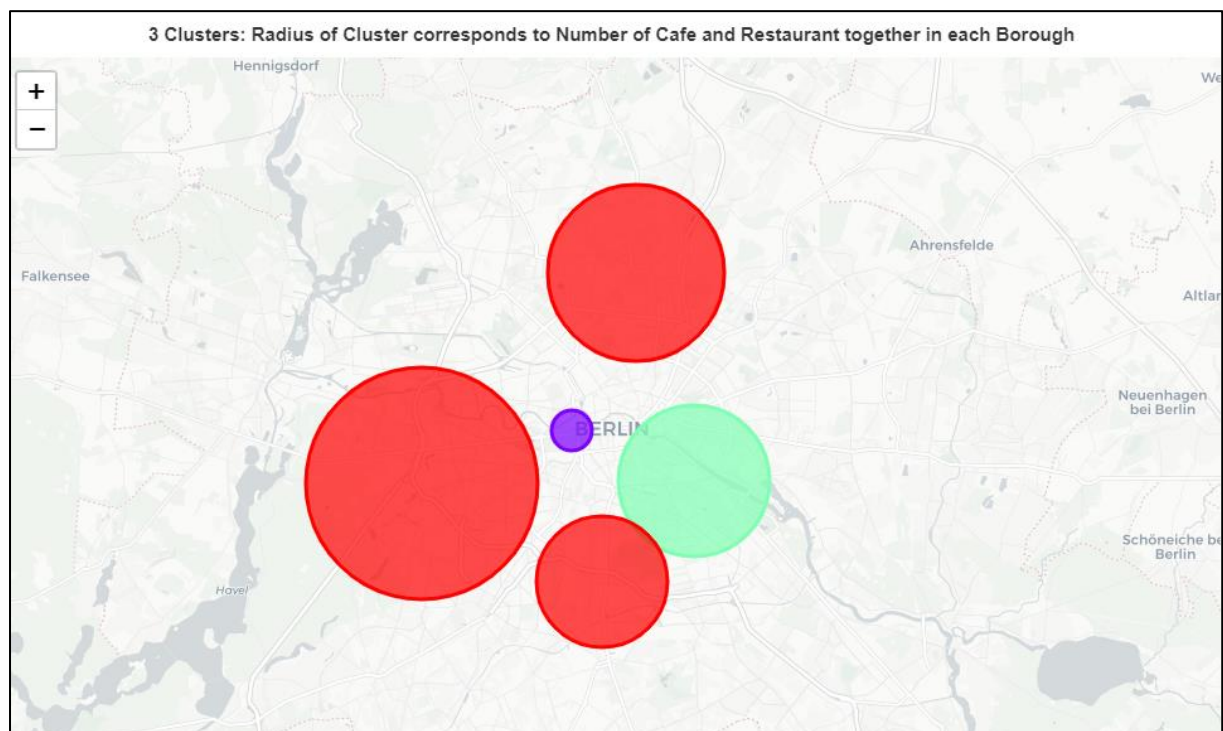 3 Clusters: Radius of Cluster corresponds to Number of Cafe and Restaurant together in each Borough
Hennigsdorf
We
+
−
Ahrensfelde
Falkensee
Altlan
Neuenhagen
bei Berlin
BERLIN
Schöneiche be
Berlin
Havel